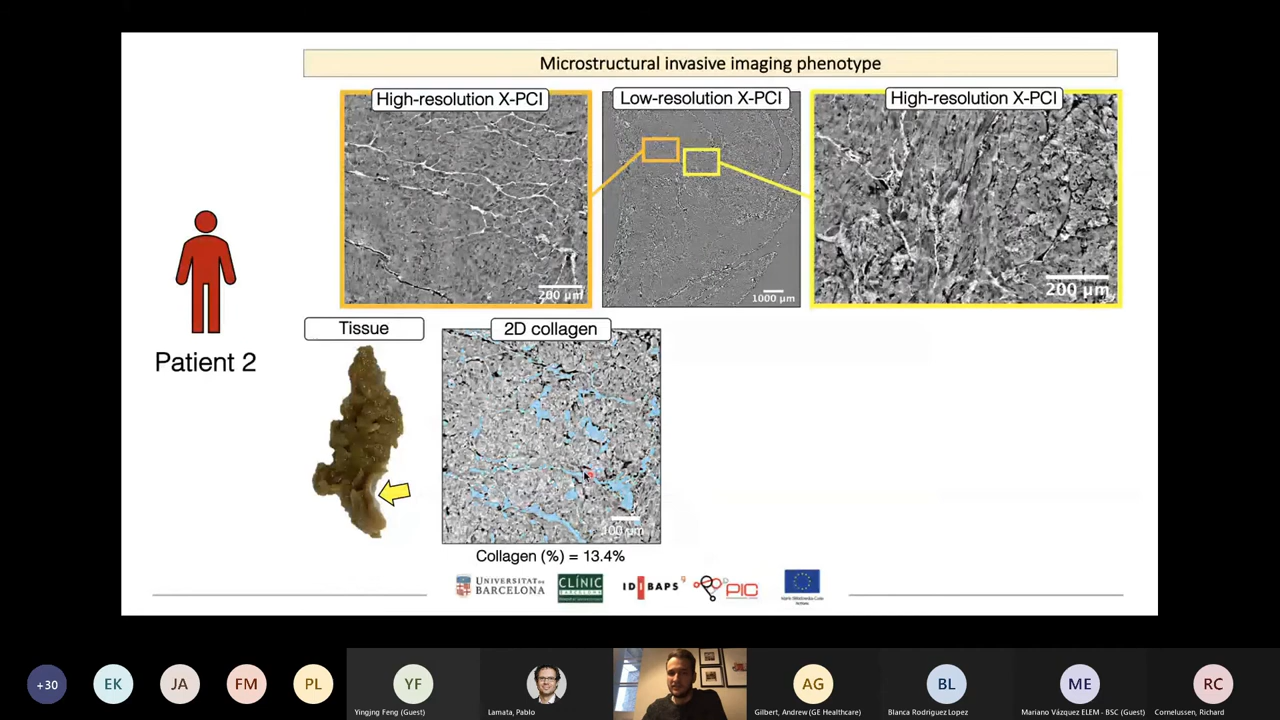 Microstructural invasive imaging phenotype
High-resolution X-PCI
Low-resolution X-PCI
High-resolution X-PCI
200 µm
1000 µm
200 µm
Patient 2
Tissue
2D collagen
100 µm
Collagen (%) = 13.4%
UNIVERSITAT DE
BARCELONA
CLÍNIC
BARCELONA
IDIBAPS
PIC
+30
EK
JA
FM
PL
YF
Yingjng Feng (Guest)
Lamata, Pablo
AG
Gilbert, Andrew (GE Healthcare)
BL
Blanca Rodriguez Lopez
ME
Mariano Vázquez ELEM - BSC (Guest)
RC
Cornelussen, Richard